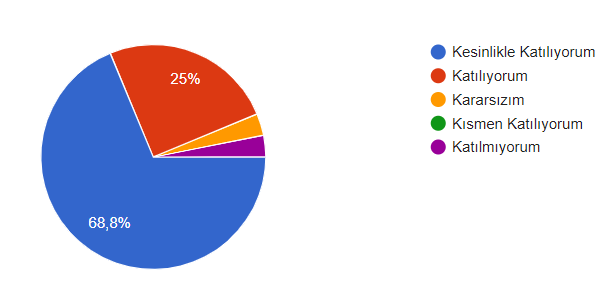 25%
68,8%
Kesinlikle Katılıyorum
Katılıyorum
Kararsızım
Kısmen Katılıyorum
Katılmıyorum